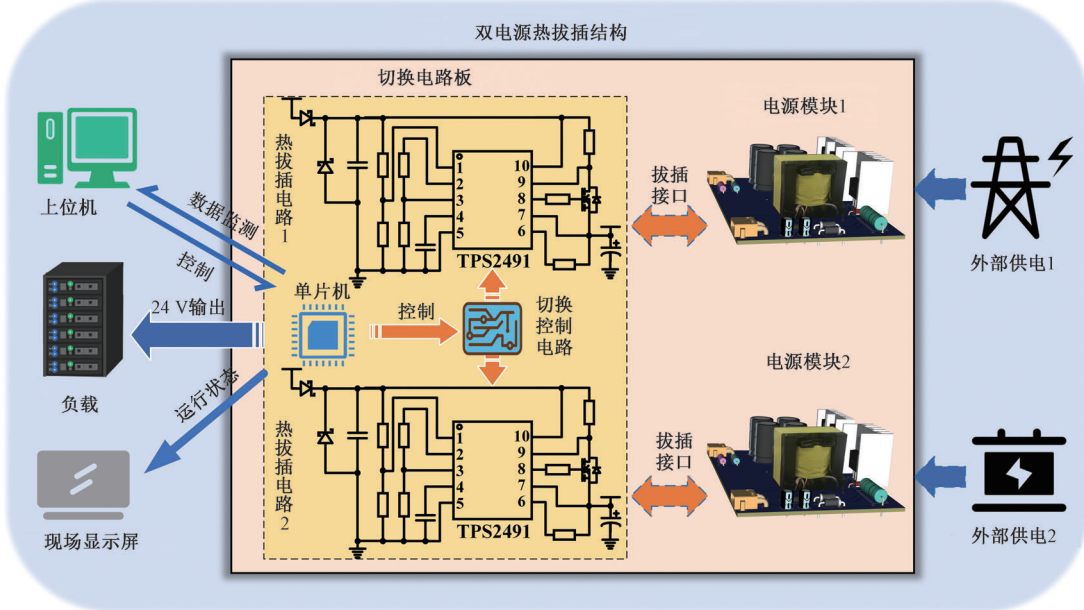 双电源热拔插结构
切换电路板
热拔插电路1
1
2
3
4
5
10
9
8
7
6
TPS2491
拔插
接口
电源模块1
外部供电1
上位机
数据监测
控制
24 V输出
负载
运行状态
现场显示屏
单片机
控制
切换
控制
电路
热拔插电路2
1
2
3
4
5
10
9
8
7
6
TPS2491
拔插
接口
电源模块2
外部供电2